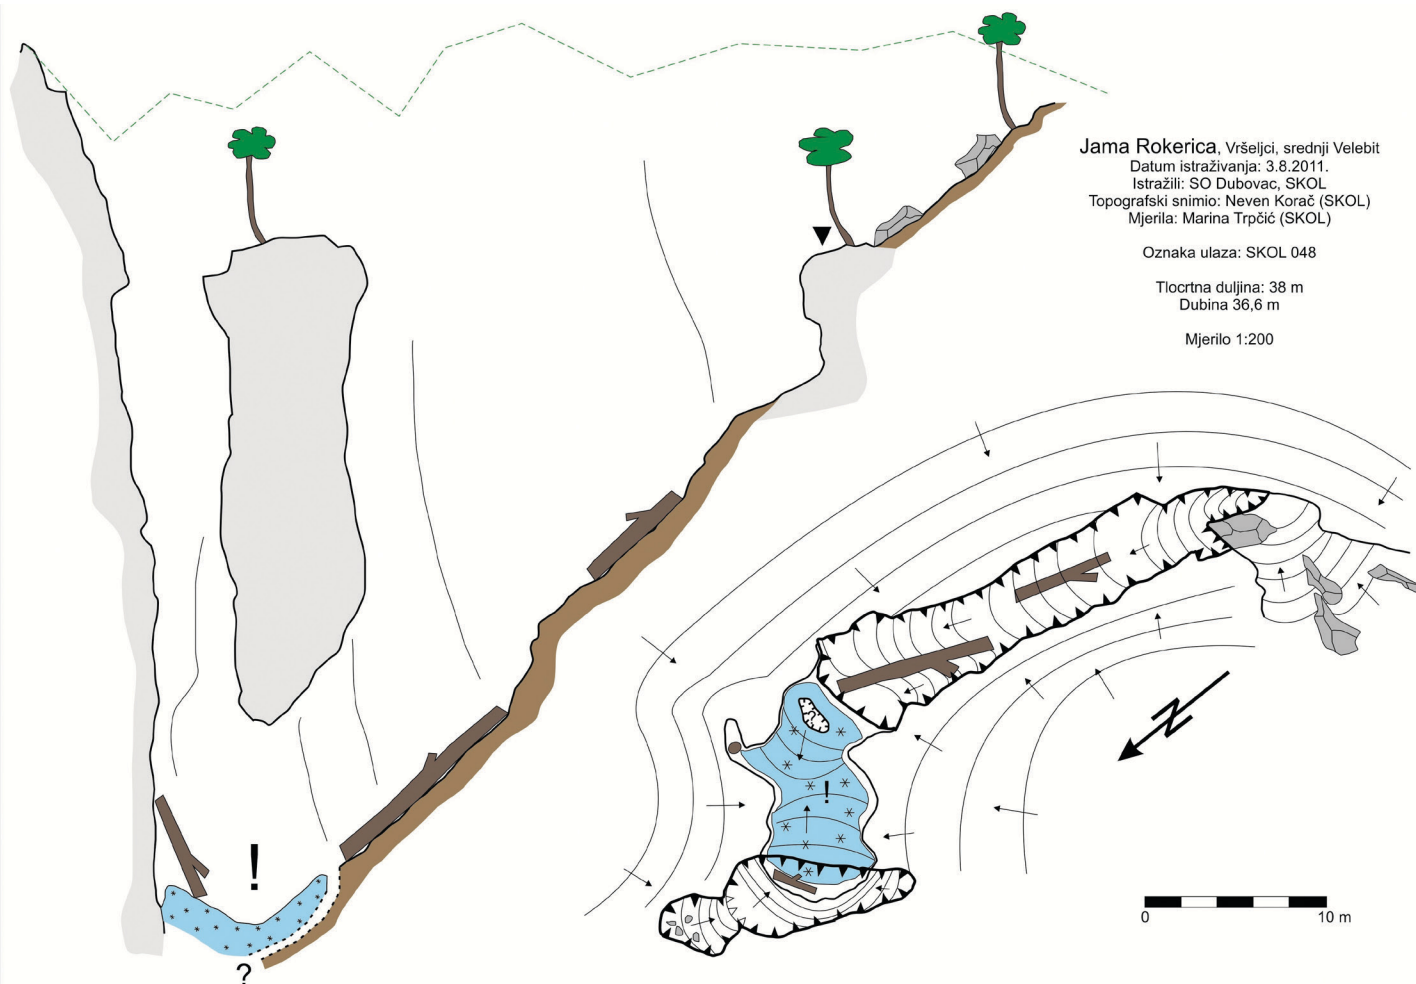 Jama Rokerica, Vršeljci, srednji Velebit
Datum istraživanja: 3.8.2011.
Istražili: SO Dubovac, SKOL
Topografski snimio: Neven Korač (SKOL)
Mjerila: Marina Trpčić (SKOL)
Oznaka ulaza: SKOL 048
Tlocrtna duljina: 38 m
Dubina 36,6 m
Mjerilo 1:200
!
!
N
0 10 m
?